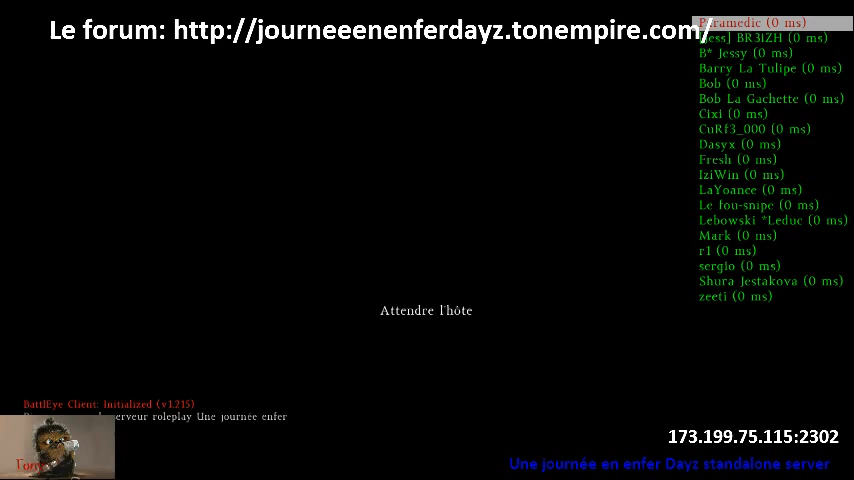 Le forum: http://journeeenenferdayz.tonempire.com/
Paramedic (0 ms)
BR3IZH (0 ms)
B* Jessy (0 ms)
Barry La Tulipe (0 ms)
Bob (0 ms)
Bob La Gachette (0 ms)
Cixi (0 ms)
CuRf3_000 (0 ms)
Dasyx (0 ms)
Fresh (0 ms)
IziWin (0 ms)
LaYoance (0 ms)
Le fou-snipe (0 ms)
Lebowski *Leduc (0 ms)
Mark (0 ms)
r1 (0 ms)
sergio (0 ms)
Shura Jestakova (0 ms)
zeeti (0 ms)
Attendre l'hôte
BattlEye Client: Initialized (v1.215)
serveur roleplay Une journée enfer
173.199.75.115:2302
Une journée en enfer Dayz standalone server